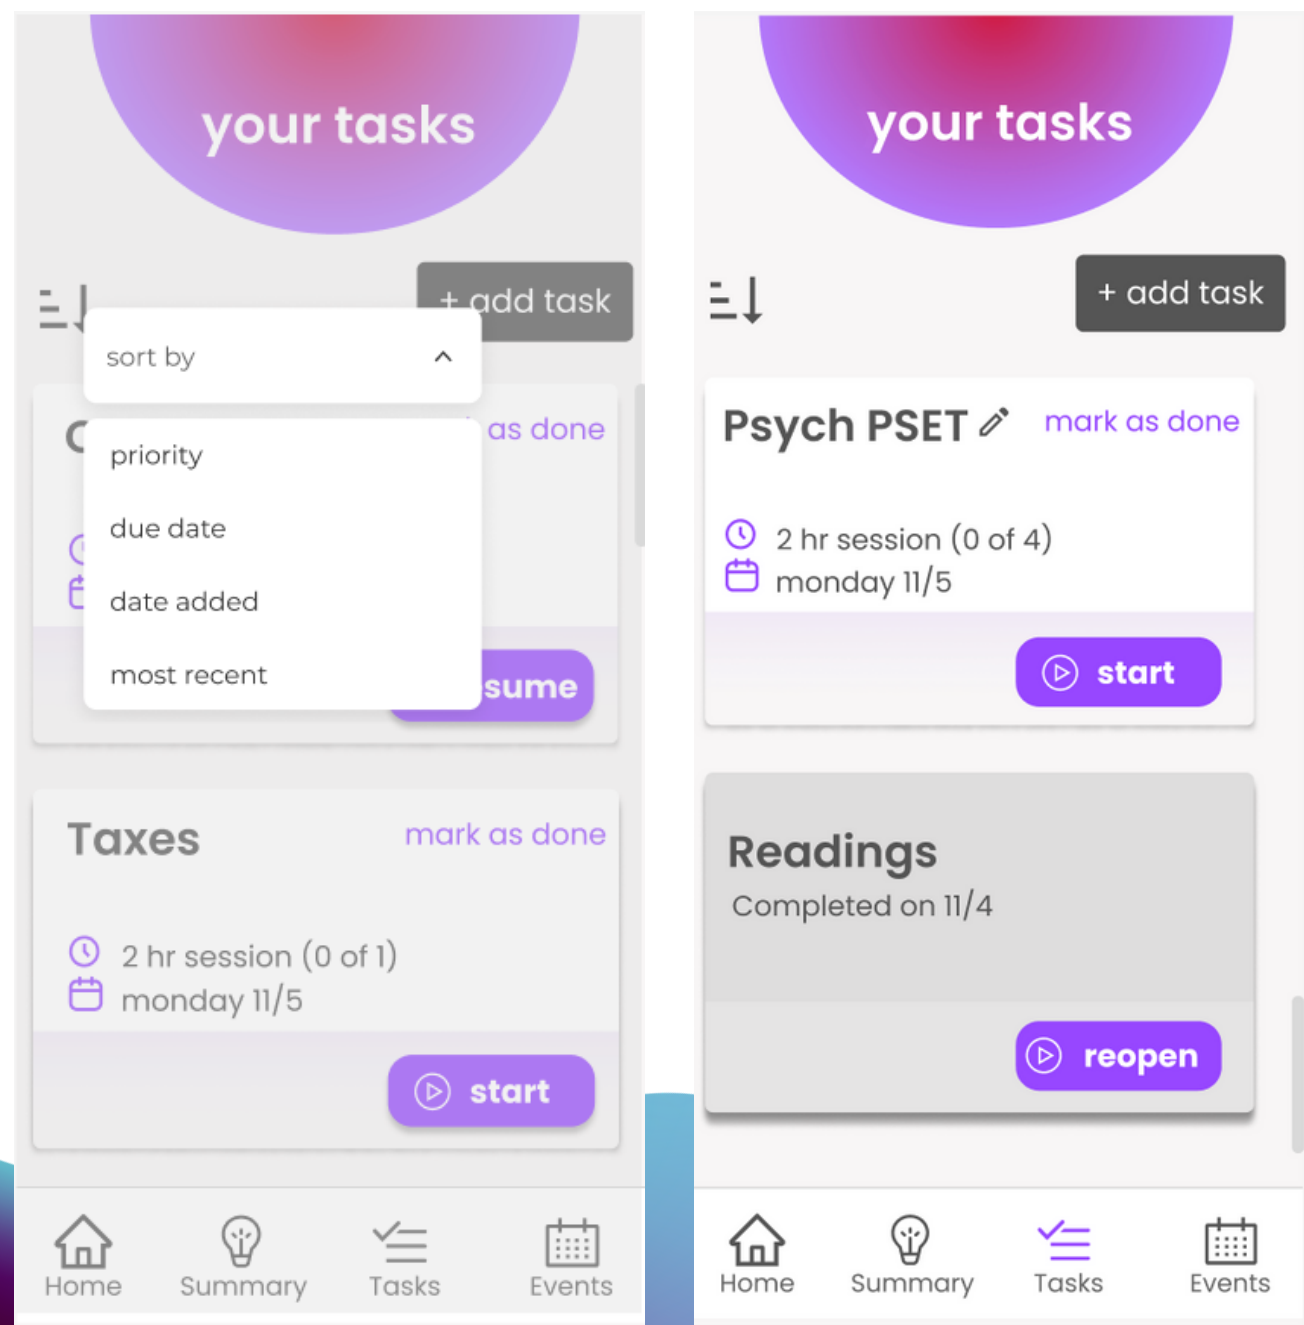 your tasks
+ add task
sort by
as done
priority
due date
date added
most recent
sume
Taxes
mark as done
2 hr session (0 of 1)
monday 11/5
start
Home
Summary
Tasks
Events
your tasks
+ add task
Psych PSET
mark as done
2 hr session (0 of 4)
monday 11/5
start
Readings
Completed on 11/4
reopen
Home
Summary
Tasks
Events